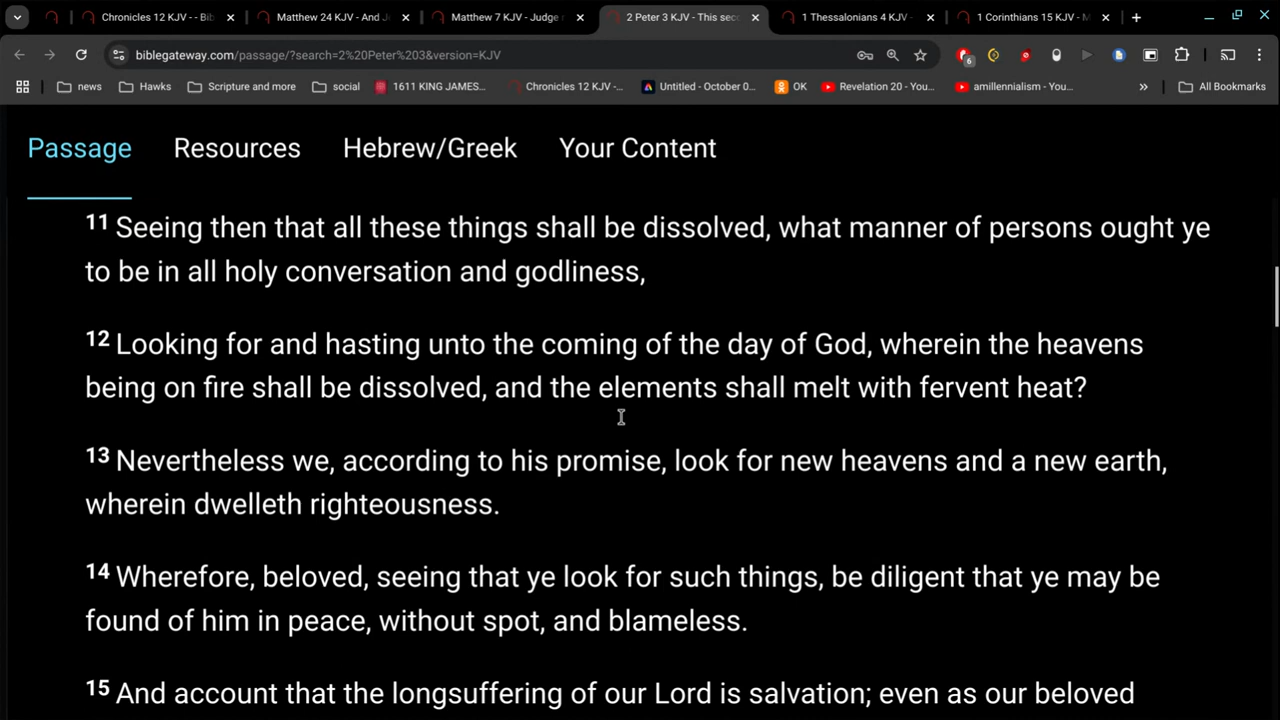 Chronicles 12 KJV - - Bib
Matthew 24 KJV - And J
Matthew 7 KJV - Judge n
2 Peter 3 KJV - This sec
1 Thessalonians 4 KJV -
1 Corinthians 15 KJV - M
biblegateway.com/passage/?search=2%20Peter%203&version=KJV
6
news
Hawks
Scripture and more
social
1611 KING JAMES...
Chronicles 12 KJV -...
Untitled - October 0...
OK
Revelation 20 - You...
amillennialism - You...
»
All Bookmarks
Passage
Resources
Hebrew/Greek
Your Content
11 Seeing then that all these things shall be dissolved, what manner of persons ought ye
to be in all holy conversation and godliness,
12 Looking for and hasting unto the coming of the day of God, wherein the heavens
being on fire shall be dissolved, and the elements shall melt with fervent heat?
13 Nevertheless we, according to his promise, look for new heavens and a new earth,
wherein dwelleth righteousness.
14 Wherefore, beloved, seeing that ye look for such things, be diligent that ye may be
found of him in peace, without spot, and blameless.
15 And account that the longsuffering of our Lord is salvation; even as our beloved